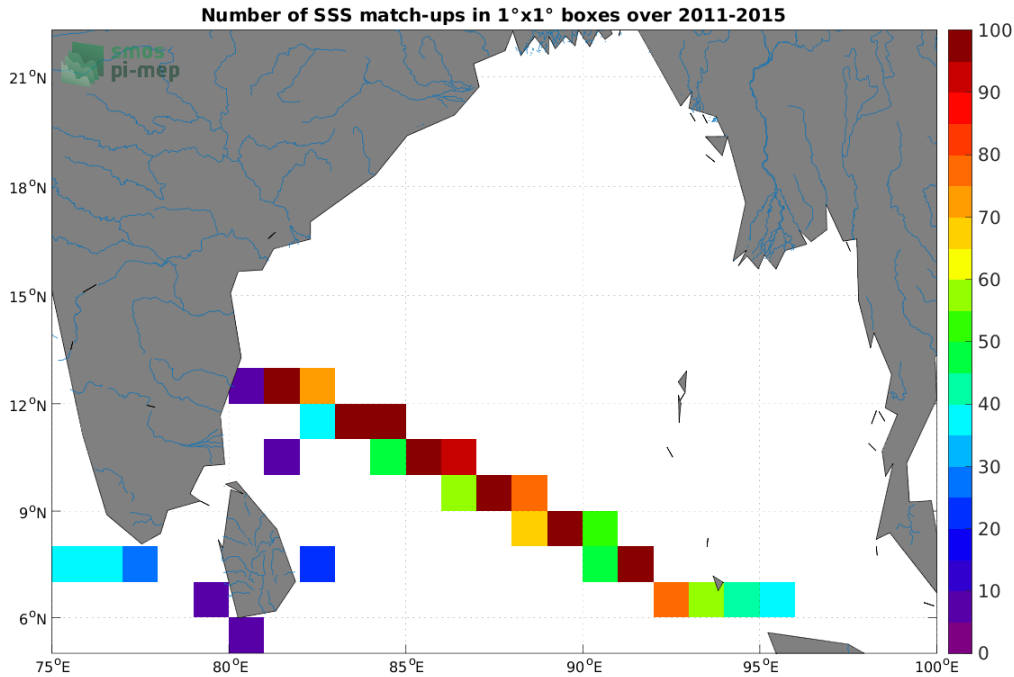 Number of SSS match-ups in 1°x1° boxes over 2011-2015
smos
pi-mep
21°N
18°N
15°N
12°N
9°N
6°N
75°E
80°E
85°E
90°E
95°E
100°E
100
90
80
70
60
50
40
30
20
10
0